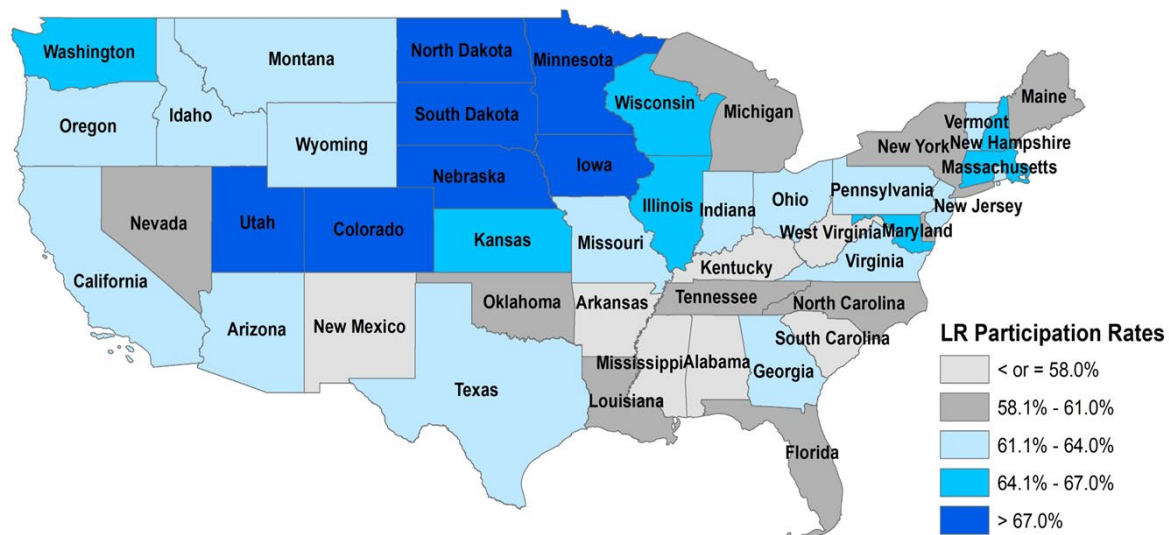 Washington
Montana
North Dakota
Minnesota
Maine
Oregon
Idaho
Wyoming
South Dakota
Wisconsin
Michigan
Vermont
New York
New Hampshire
Massachusetts
Nevada
Utah
Colorado
Nebraska
Iowa
Illinois
Indiana
Ohio
Pennsylvania
New Jersey
California
Kansas
Missouri
West Virginia
Maryland
Virginia
Kentucky
Arizona
New Mexico
Oklahoma
Arkansas
Tennessee
North Carolina
South Carolina
Texas
Louisiana
Mississippi
Alabama
Georgia
Florida
LR Participation Rates
< or = 58.0%
58.1% - 61.0%
61.1% - 64.0%
64.1% - 67.0%
> 67.0%